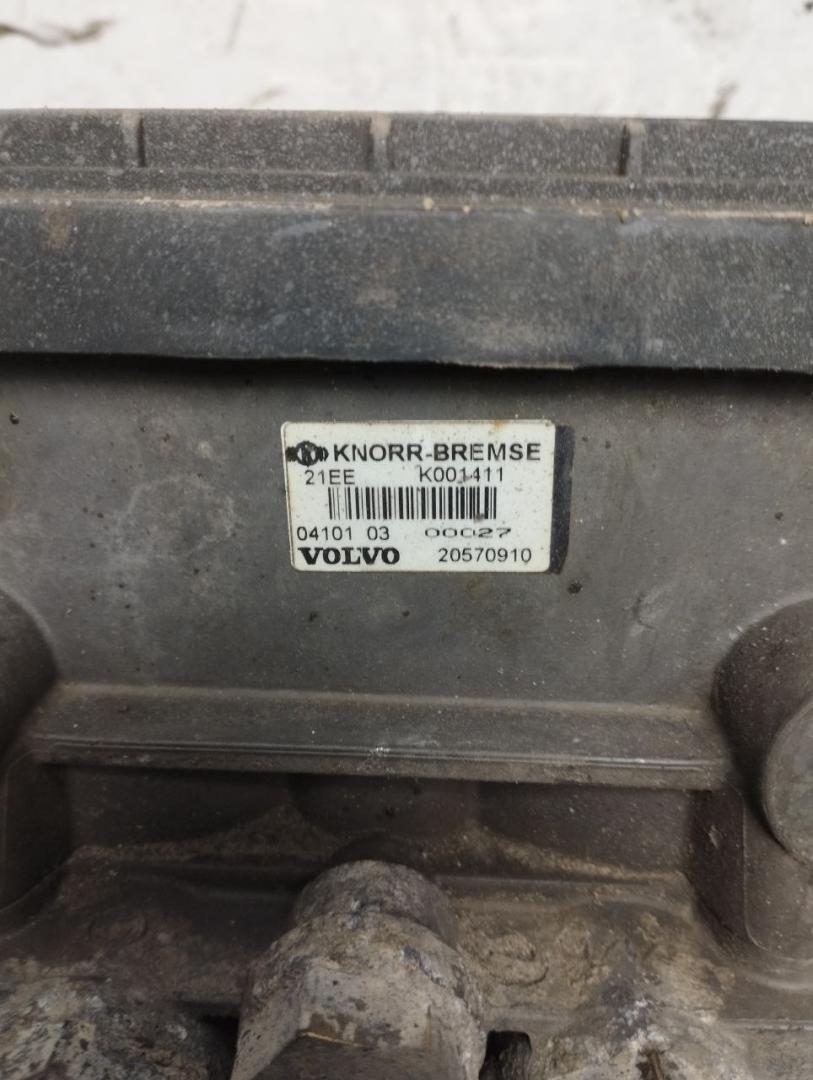 KNORR-BREMSE
21EE K001411
04101 03 00027
VOLVO 20570910